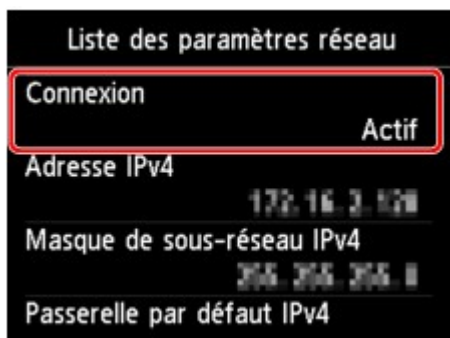 Liste des paramètres réseau
Connexion
Actif
Adresse IPv4
Masque de sous-réseau IPv4
Passerelle par défaut IPv4